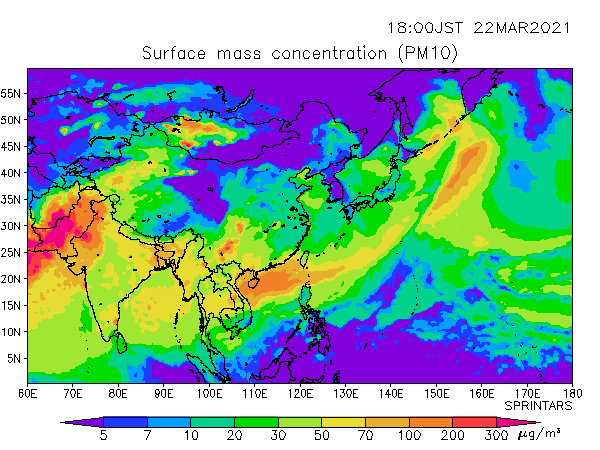 18:00JST 22MAR2021
Surface mass concentration (PM10)
55N
50N
45N
40N
35N
30N
25N
20N
15N
10N
5N
60E 70E 80E 90E 100E 110E 120E 130E 140E 150E 160E 170E 180
SPRINTARS
5 7 10 20 30 50 70 100 200 300 μg/m³